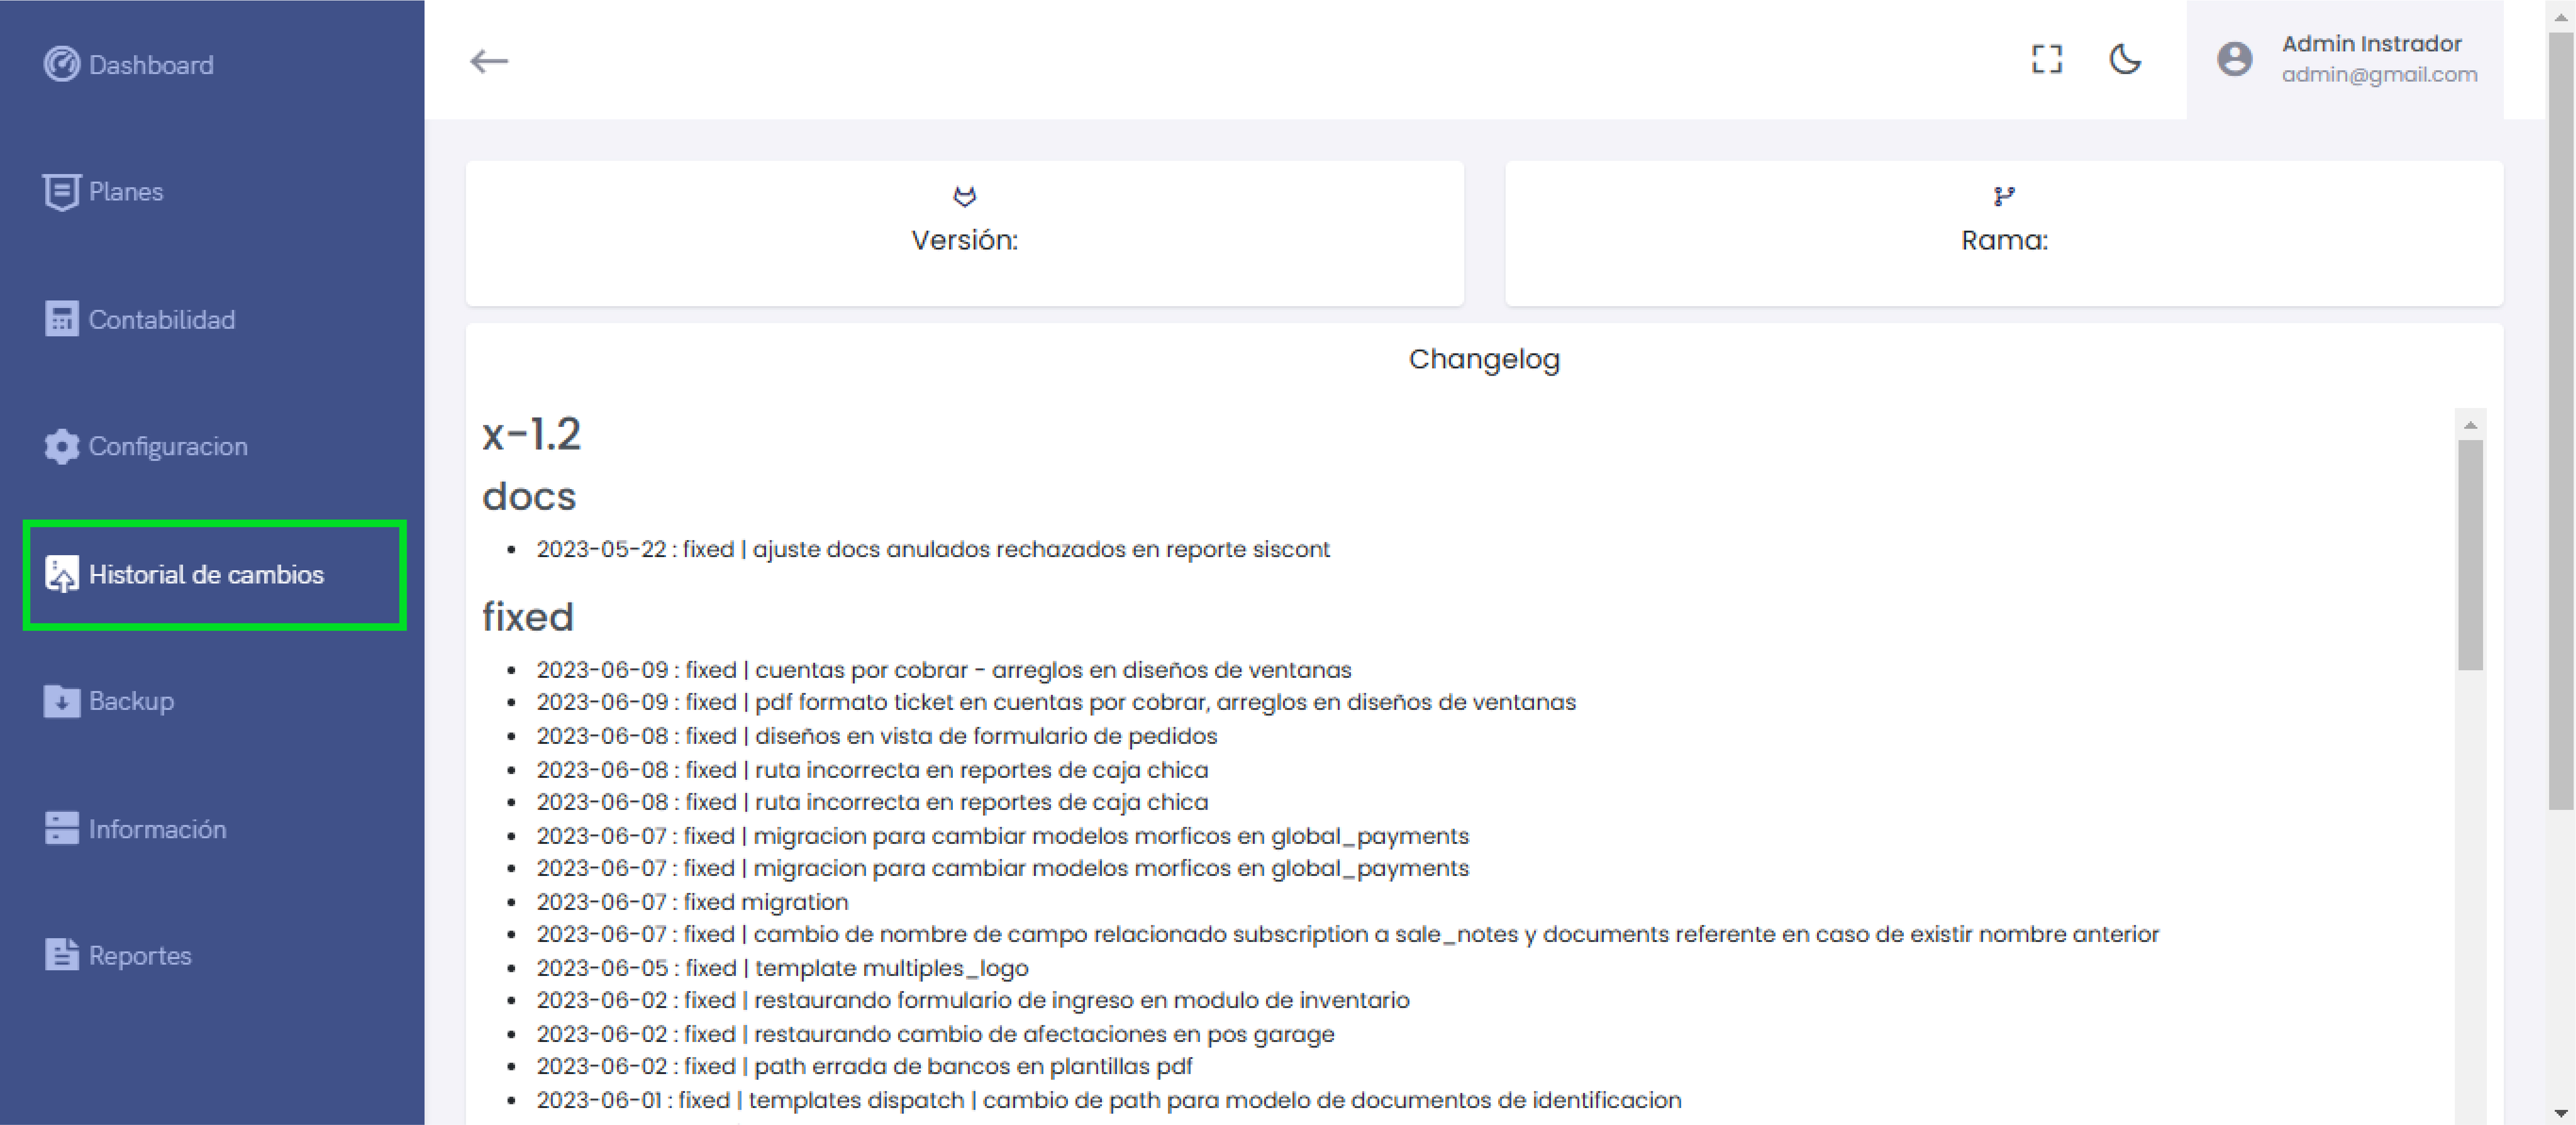 Dashboard
Planes
Contabilidad
Configuracion
Historial de cambios
Backup
Información
Reportes
Admin Instrador
admin@gmail.com
Versión:
Rama:
Changelog
x-1.2
docs
• 2023-05-22 : fixed | ajuste docs anulados rechazados en reporte siscont
fixed
• 2023-06-09 : fixed | cuentas por cobrar - arreglos en diseños de ventanas
• 2023-06-09 : fixed | pdf formato ticket en cuentas por cobrar, arreglos en diseños de ventanas
• 2023-06-08 : fixed | diseños en vista de formulario de pedidos
• 2023-06-08 : fixed | ruta incorrecta en reportes de caja chica
• 2023-06-08 : fixed | ruta incorrecta en reportes de caja chica
• 2023-06-07 : fixed | migracion para cambiar modelos morficos en global_payments
• 2023-06-07 : fixed | migracion para cambiar modelos morficos en global_payments
• 2023-06-07 : fixed migration
• 2023-06-07 : fixed | cambio de nombre de campo relacionado subscription a sale_notes y documents referente en caso de existir nombre anterior
• 2023-06-05 : fixed | template multiples_logo
• 2023-06-02 : fixed | restaurando formulario de ingreso en modulo de inventario
• 2023-06-02 : fixed | restaurando cambio de afectaciones en pos garage
• 2023-06-02 : fixed | path errada de bancos en plantillas pdf
• 2023-06-01 : fixed | templates dispatch | cambio de path para modelo de documentos de identificacion